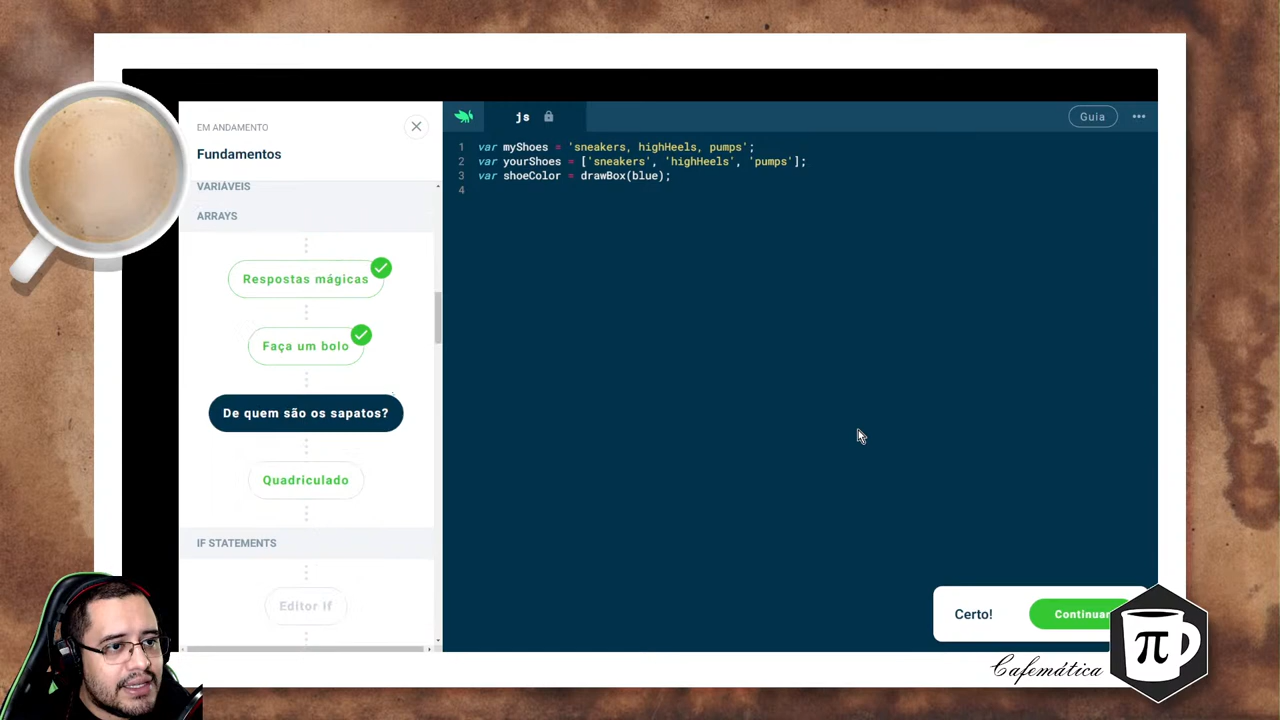 EM ANDAMENTO
Fundamentos
VARIÁVEIS
ARRAYS
Respostas mágicas
Faça um bolo
De quem são os sapatos?
Quadriculado
IF STATEMENTS
Editor If
js
Guia
1 var myShoes = 'sneakers, highHeels, pumps';
2 var yourShoes = ['sneakers', 'highHeels', 'pumps'];
3 var shoeColor = drawBox(blue);
4
Certo!
Continuar
Cafemática
π